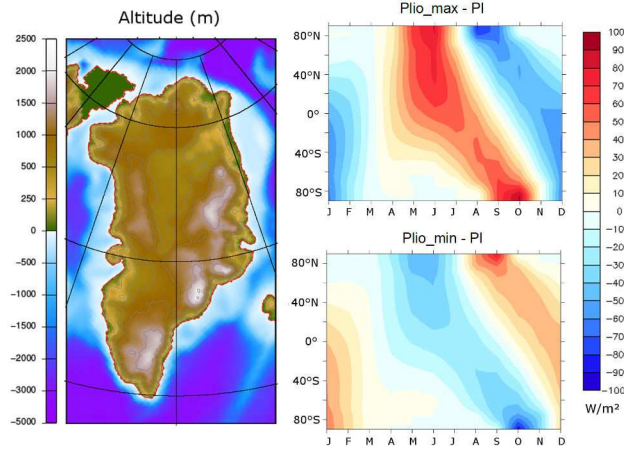 Altitude (m)
2500
2000
1500
1000
750
500
250
0
−1000
−2000
−3000
−4000
−5000
Plio_max - PI
80°N
40°N
0°
40°S
80°S
J F M A M J J A S O N D
Plio_min - PI
80°N
40°N
0°
40°S
80°S
J F M A M J J A S O N D
100
90
80
70
60
50
40
30
20
10
0
−10
−20
−30
−40
−50
−60
−70
−80
−90
−100
W/m²